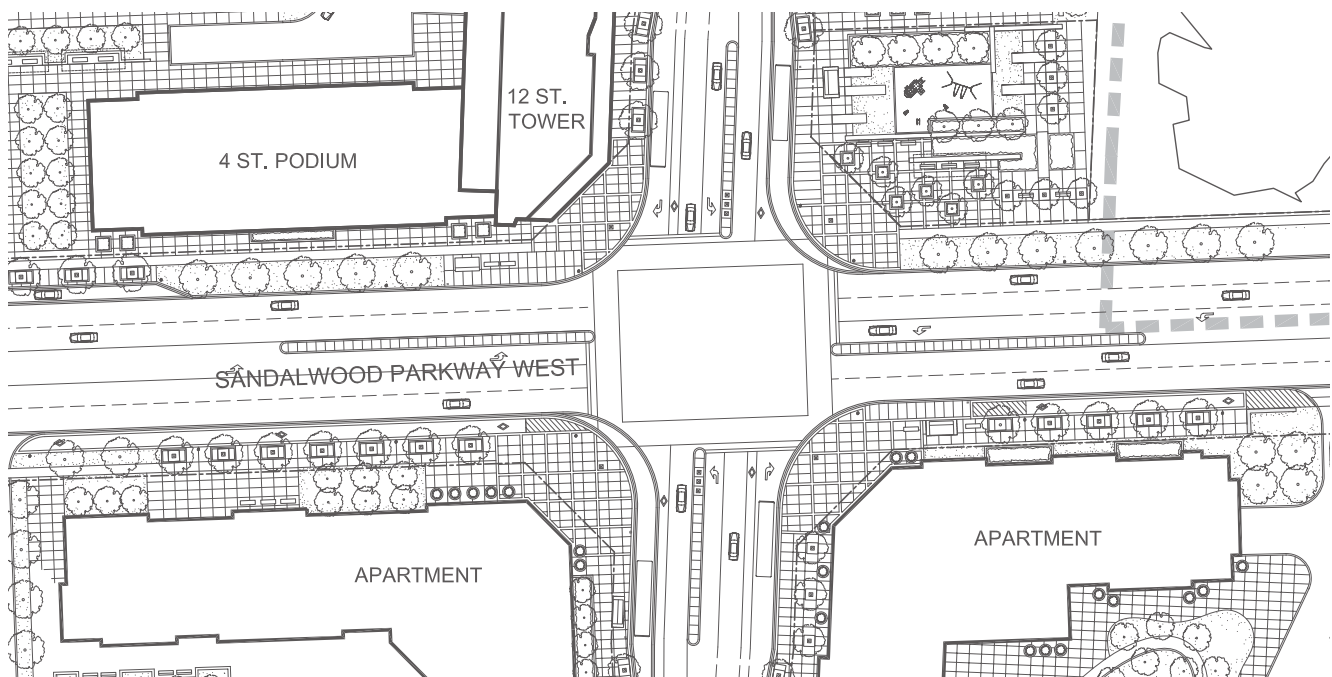 12 ST.
TOWER
4 ST. PODIUM
SANDALWOOD PARKWAY WEST
APARTMENT
APARTMENT